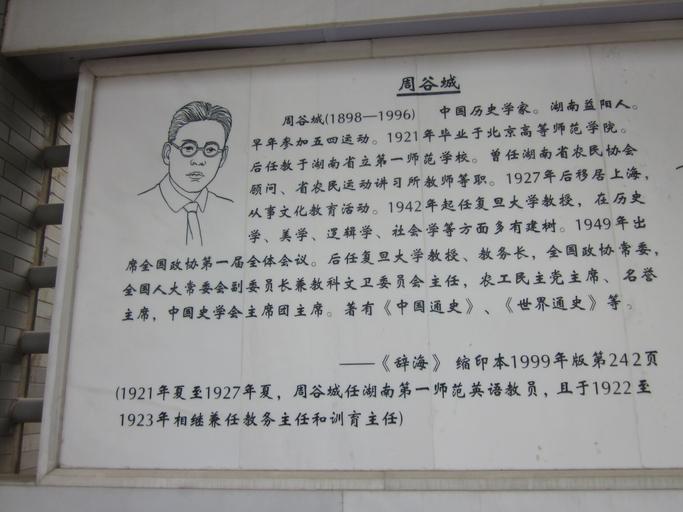 周谷城
周谷城(1898—1996) 中国历史学家。湖南益阳人。
早年参加五四运动。1921年毕业于北京高等师范学院。
后任教于湖南省立第一师范学校。曾任湖南省农民协会
顾问、省农民运动讲习所教师等职。1927年后移居上海,
从事文化教育活动。1942年起任复旦大学教授, 在历史
学、美学、逻辑学、社会学等方面多有建树。1949年出
席全国政协第一届全体会议。后任复旦大学教授、教务长, 全国政协常委,
全国人大常委会副委员长兼教科文卫委员会主任, 农工民主党主席、名誉
主席, 中国史学会主席团主席。著有《中国通史》、《世界通史》等。
——《辞海》 缩印本1999年版第242页
(1921年夏至1927年夏, 周谷城任湖南第一师范英语教员, 且于1922至
1923年相继兼任教务主任和训育主任)